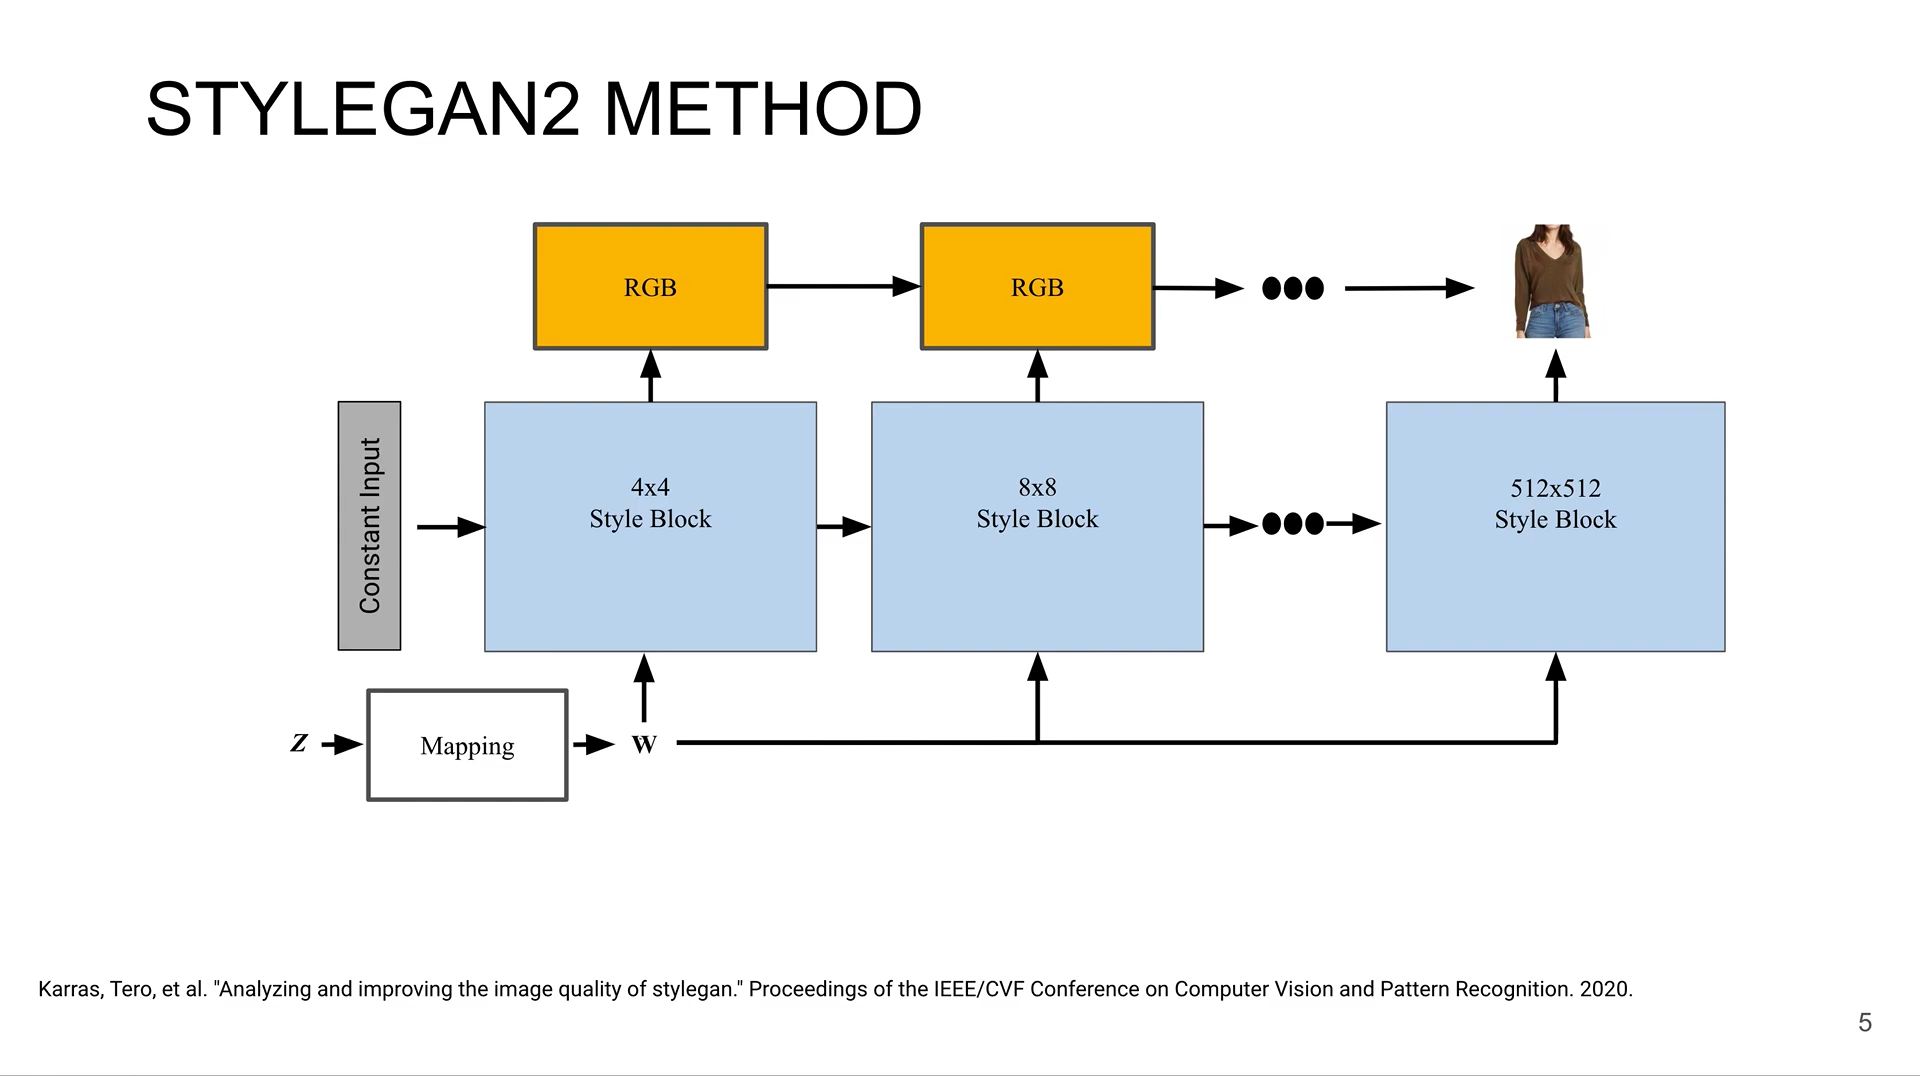 STYLEGAN2 METHOD
RGB
RGB
Constant Input
4x4
Style Block
8x8
Style Block
512x512
Style Block
Z
Mapping
W
Karras, Tero, et al. "Analyzing and improving the image quality of stylegan." Proceedings of the IEEE/CVF Conference on Computer Vision and Pattern Recognition. 2020.
5